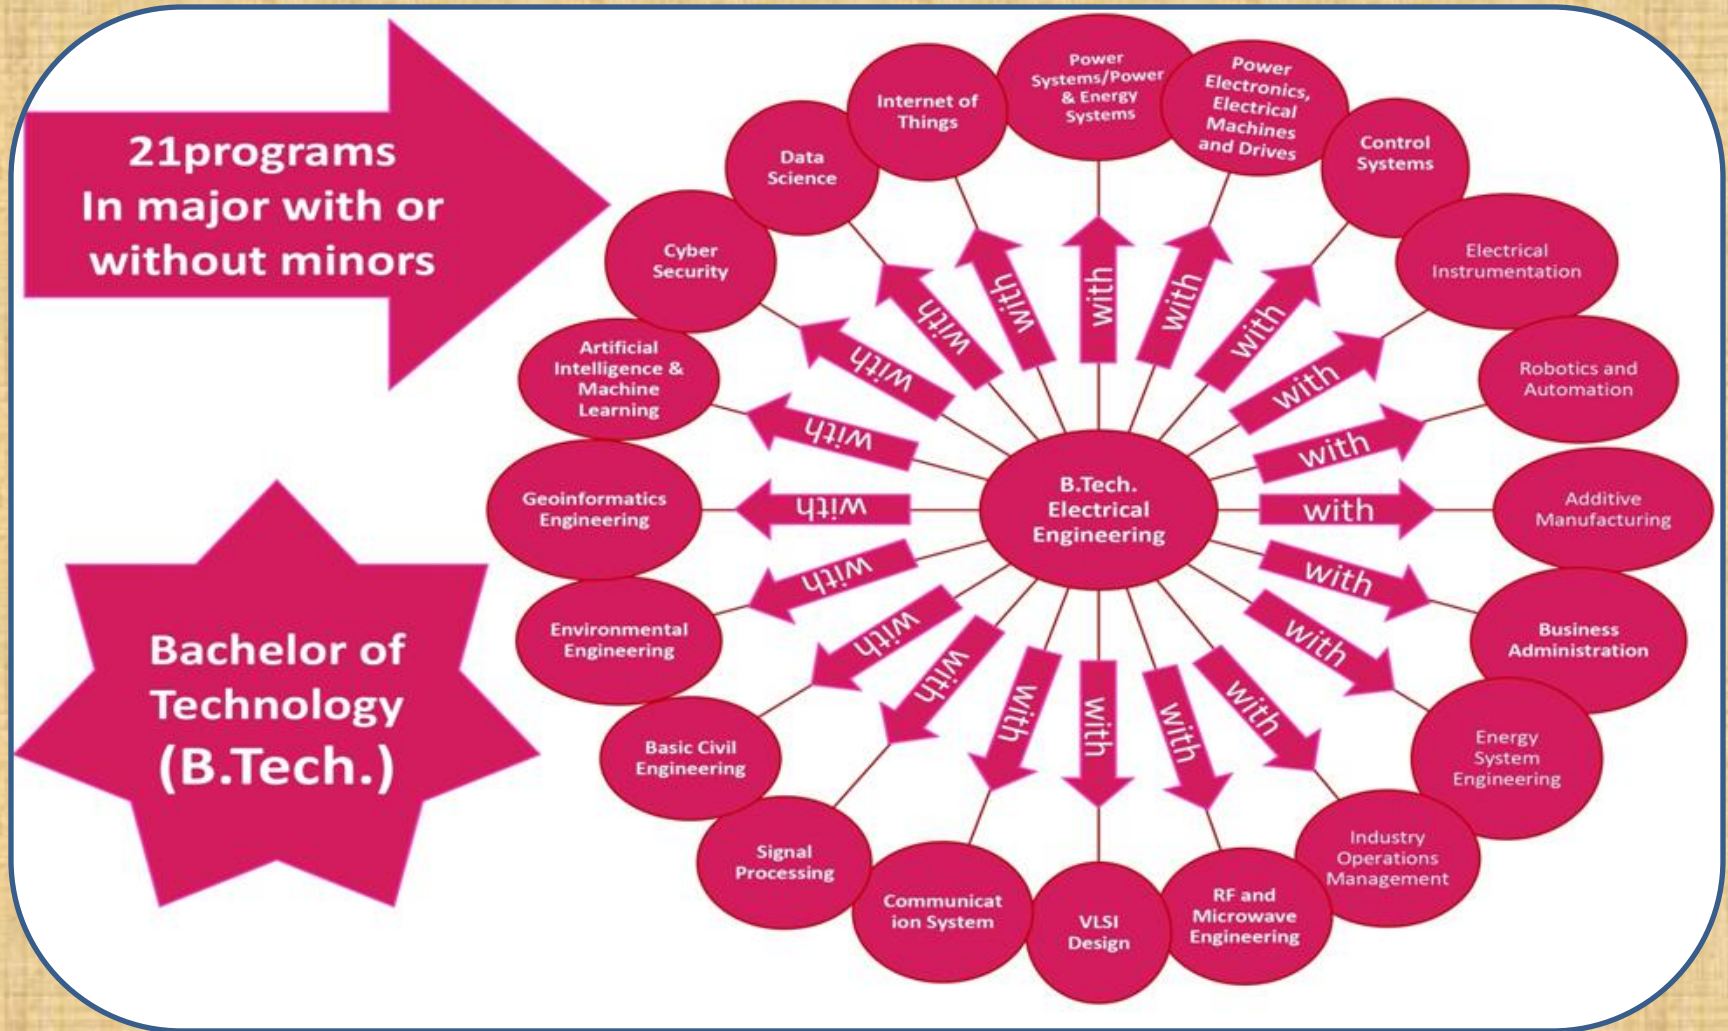 21programs
In major with or
without minors
Bachelor of
Technology
(B.Tech.)
B.Tech.
Electrical
Engineering
Power
Systems/Power
& Energy
Systems
with
Power
Electronics,
Electrical
Machines
and Drives
with
Control
Systems
with
Electrical
Instrumentation
with
Robotics and
Automation
with
Additive
Manufacturing
with
Business
Administration
with
Energy
System
Engineering
with
Industry
Operations
Management
with
RF and
Microwave
Engineering
with
VLSI
Design
with
Communicat
ion System
with
Signal
Processing
with
Basic Civil
Engineering
with
Environmental
Engineering
with
Geoinformatics
Engineering
with
Artificial
Intelligence &
Machine
Learning
with
Cyber
Security
with
Data
Science
with
Internet of
Things
with